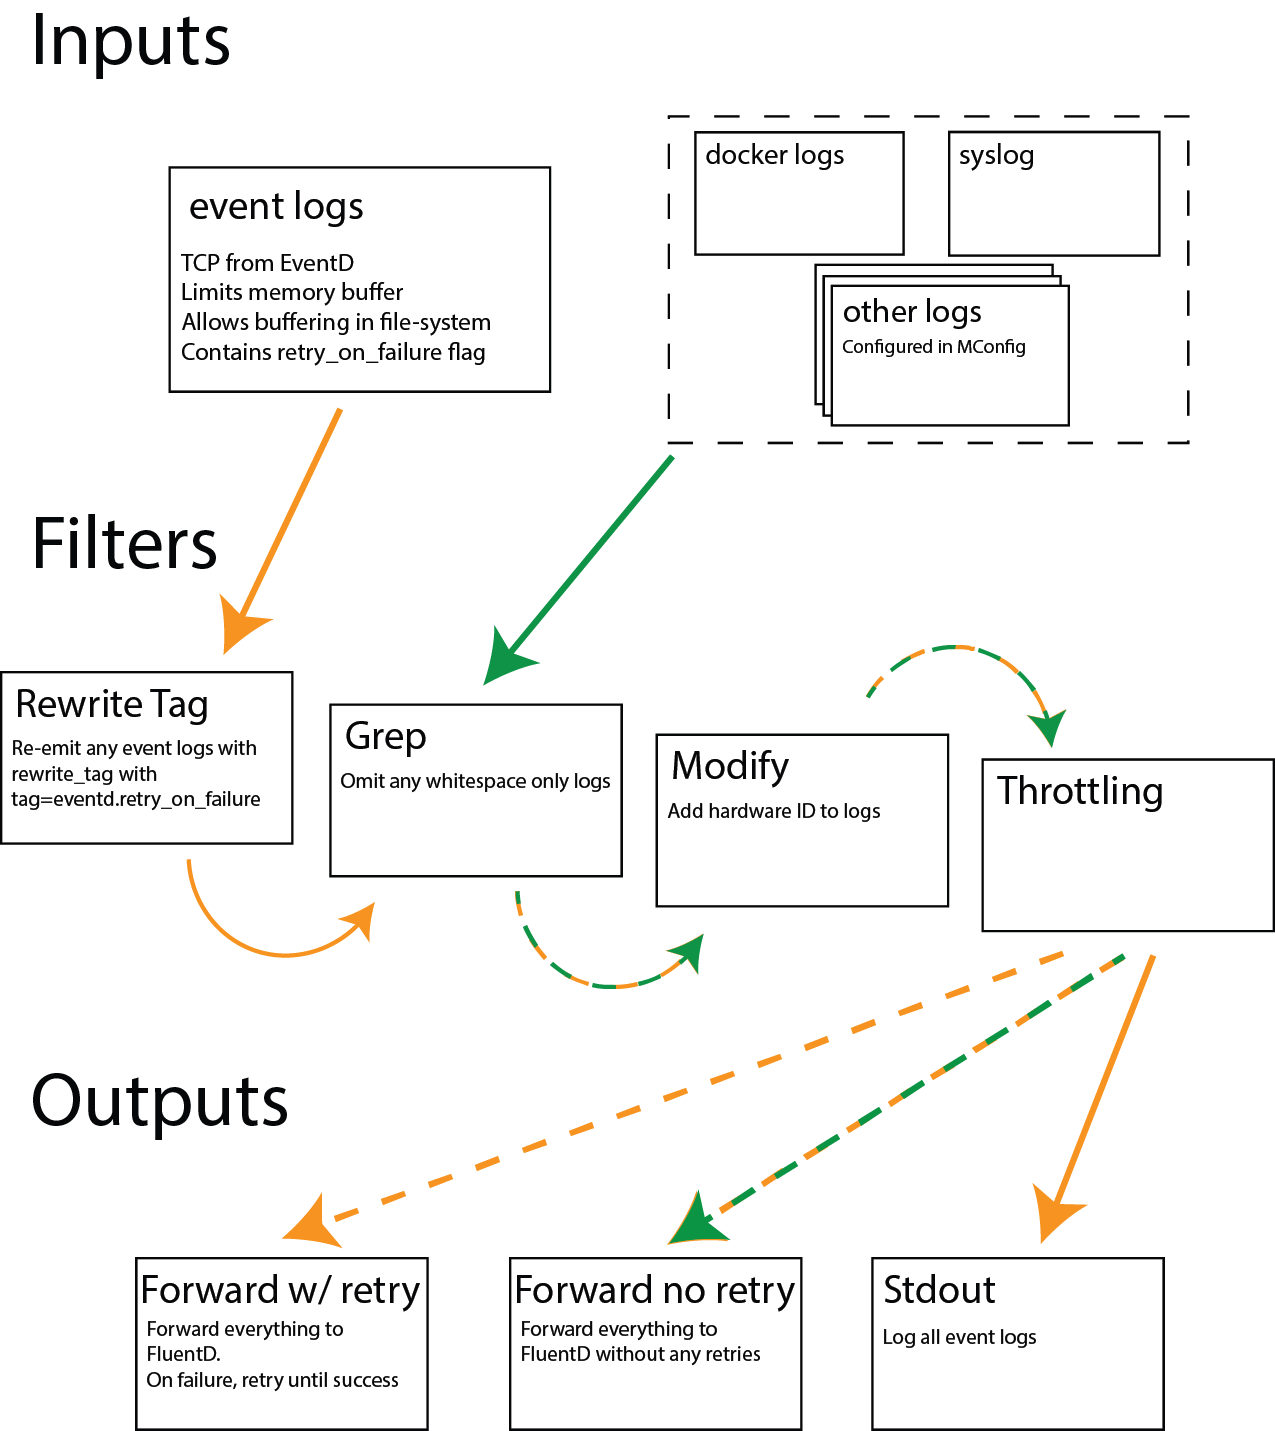 Inputs
event logs
TCP from EventD
Limits memory buffer
Allows buffering in file-system
Contains retry_on_failure flag
docker logs
syslog
other logs
Configured in MConfig
Filters
Rewrite Tag
Re-emit any event logs with
rewrite_tag with
tag=eventd.retry_on_failure
Grep
Omit any whitespace only logs
Modify
Add hardware ID to logs
Throttling
Outputs
Forward w/ retry
Forward everything to
FluentD.
On failure, retry until success
Forward no retry
Forward everything to
FluentD without any retries
Stdout
Log all event logs